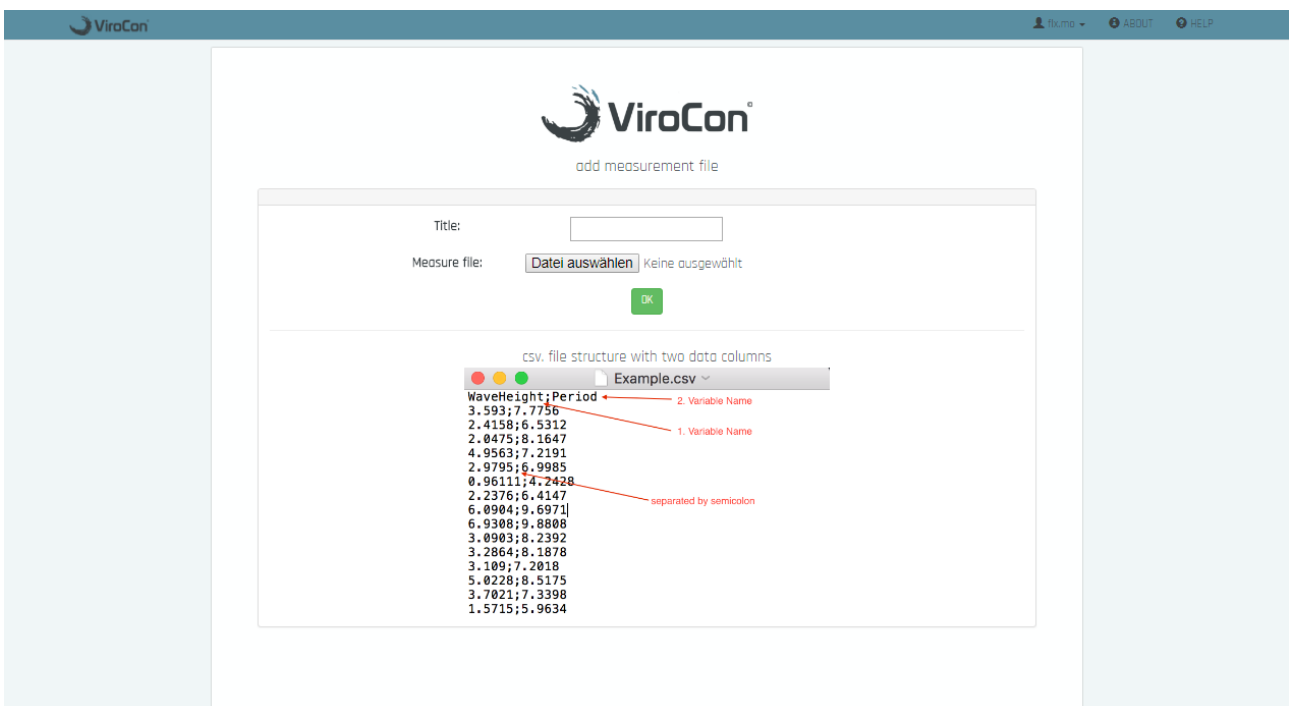 ViroCon
flx.mo
ABOUT
HELP
ViroCon©
add measurement file
Title:
Measure file:
Datei auswählen Keine ausgewählt
OK
csv. file structure with two data columns
Example.csv
WaveHeight;Period
2. Variable Name
3.593;7.7756
2.4158;6.5312
1. Variable Name
2.0475;8.1647
4.9563;7.2191
2.9795;6.9985
0.96111;4.2428
2.2376;6.4147
separated by semicolon
6.0904;9.6971
6.9308;9.8808
3.0903;8.2392
3.2864;8.1878
3.109;7.2018
5.0228;8.5175
3.7021;7.3398
1.5715;5.9634